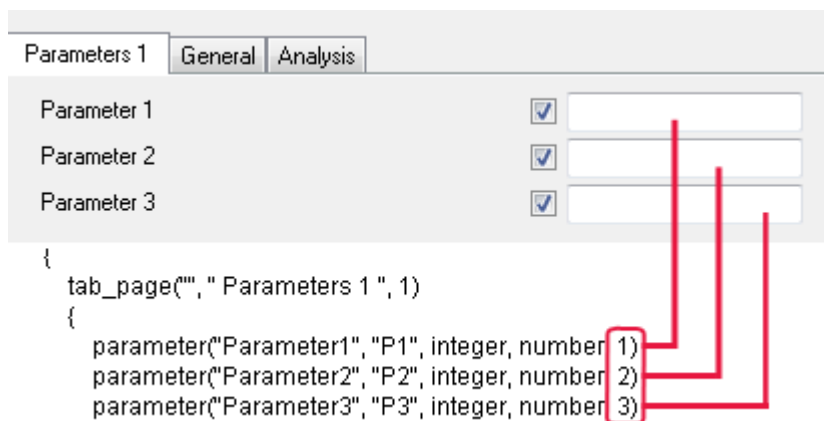 Parameters 1 General Analysis
Parameter 1
Parameter 2
Parameter 3
{
tab_page("", " Parameters 1 ", 1)
{
parameter("Parameter1", "P1", integer, number, 1)
parameter("Parameter2", "P2", integer, number, 2)
parameter("Parameter3", "P3", integer, number, 3)